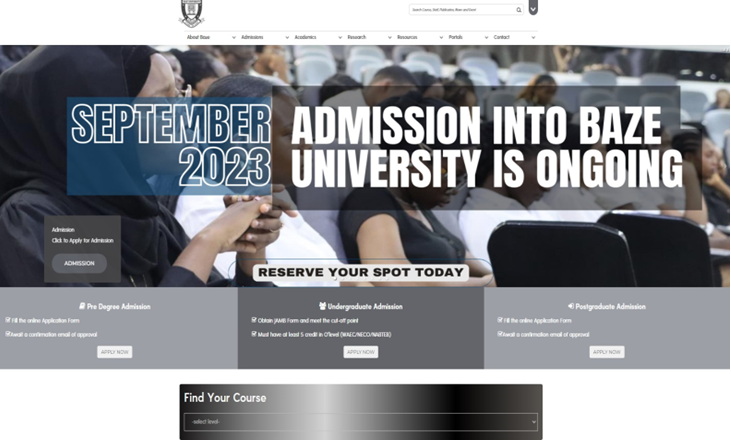 Search Course, Staff, Publication, News and Event
About Baze
Admissions
Academics
Research
Resources
Portals
Contact
SEPTEMBER
2023
ADMISSION INTO BAZE
UNIVERSITY IS ONGOING
Admission
Click to Apply for Admission
ADMISSION
RESERVE YOUR SPOT TODAY
Pre Degree Admission
Fill the online Application Form
Await a confirmation email of approval
APPLY NOW
Undergraduate Admission
Obtain JAMB Form and meet the cut-off point
Must have at least 5 credit in O'level (WAEC/NECO/NABTEB)
APPLY NOW
Postgraduate Admission
Fill the online Application Form
Await a confirmation email of approval
APPLY NOW
Find Your Course
-select level-